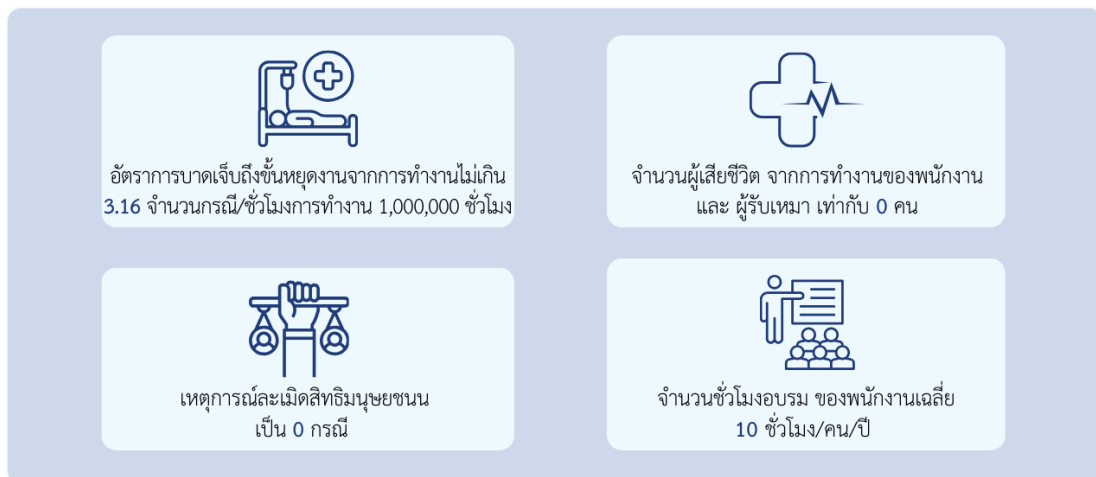 อัตราการบาดเจ็บถึงขั้นหยุดงานจากการทำงานไม่เกิน
3.16 จำนวนกรณี/ชั่วโมงการทำงาน 1,000,000 ชั่วโมง
จำนวนผู้เสียชีวิต จากการทำงานของพนักงาน
และ ผู้รับเหมา เท่ากับ 0 คน
เหตุการณ์ละเมิดสิทธิมนุษยชนน
เป็น 0 กรณี
จำนวนชั่วโมงอบรม ของพนักงานเฉลี่ย
10 ชั่วโมง/คน/ปี